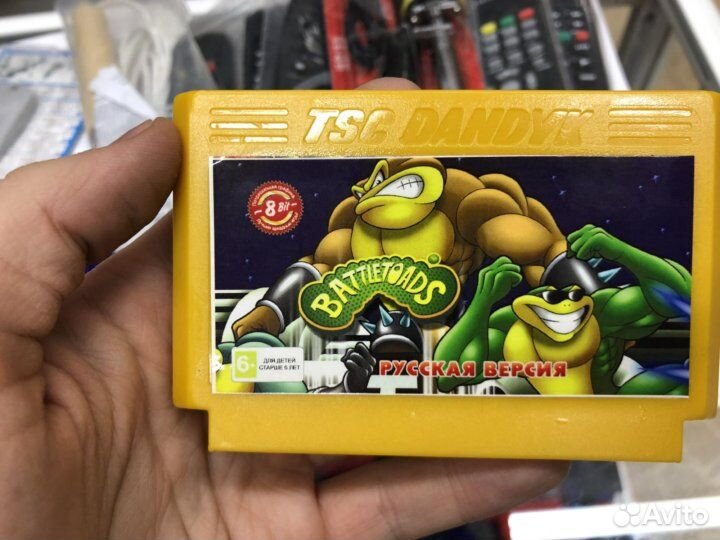 TSC DANDYK
8 Bit
BATTLETOADS
6+
ДЛЯ ДЕТЕЙ
СТАРШЕ 6 ЛЕТ
РУССКАЯ ВЕРСИЯ
Avito